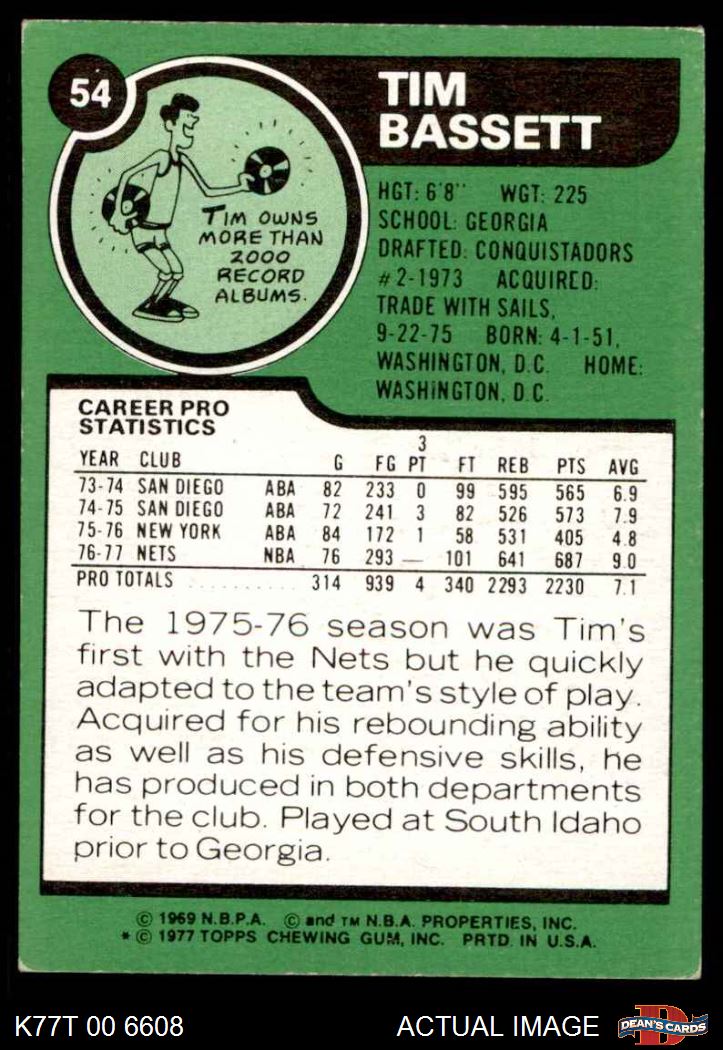 54
TIM
BASSETT
TIM OWNS
MORE THAN
2000
RECORD
ALBUMS.
HGT: 6'8" WGT: 225
SCHOOL: GEORGIA
DRAFTED: CONQUISTADORS
#2-1973 ACQUIRED:
TRADE WITH SAILS,
9-22-75 BORN: 4-1-51,
WASHINGTON, D.C. HOME:
WASHINGTON, D.C.
CAREER PRO
STATISTICS
YEAR CLUB G FG 3 PT FT REB PTS AVG
73-74 SAN DIEGO ABA 82 233 0 99 595 565 6.9
74-75 SAN DIEGO ABA 72 241 3 82 526 573 7.9
75-76 NEW YORK ABA 84 172 1 58 531 405 4.8
76-77 NETS NBA 76 293 — 101 641 687 9.0
PRO TOTALS .......... 314 939 4 340 2293 2230 7.1
The 1975-76 season was Tim's
first with the Nets but he quickly
adapted to the team's style of play.
Acquired for his rebounding ability
as well as his defensive skills, he
has produced in both departments
for the club. Played at South Idaho
prior to Georgia.
© 1969 N.B.P.A. © and TM N.B.A. PROPERTIES, INC.
* © 1977 TOPPS CHEWING GUM, INC. PRTD. IN U.S.A.
K77T 00 6608
ACTUAL IMAGE
D
DEAN'S CARDS